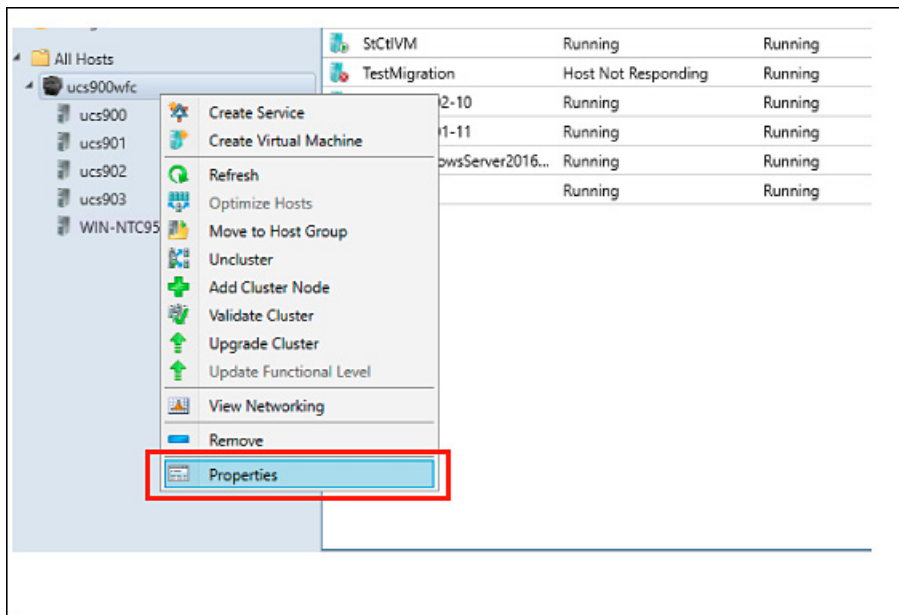 All Hosts
ucs900wfc
ucs900
ucs901
ucs902
ucs903
WIN-NTC95
StCtlVM Running Running
TestMigration Host Not Responding Running
02-10 Running Running
01-11 Running Running
owsServer2016... Running Running
Running Running
Create Service
Create Virtual Machine
Refresh
Optimize Hosts
Move to Host Group
Uncluster
Add Cluster Node
Validate Cluster
Upgrade Cluster
Update Functional Level
View Networking
Remove
Properties